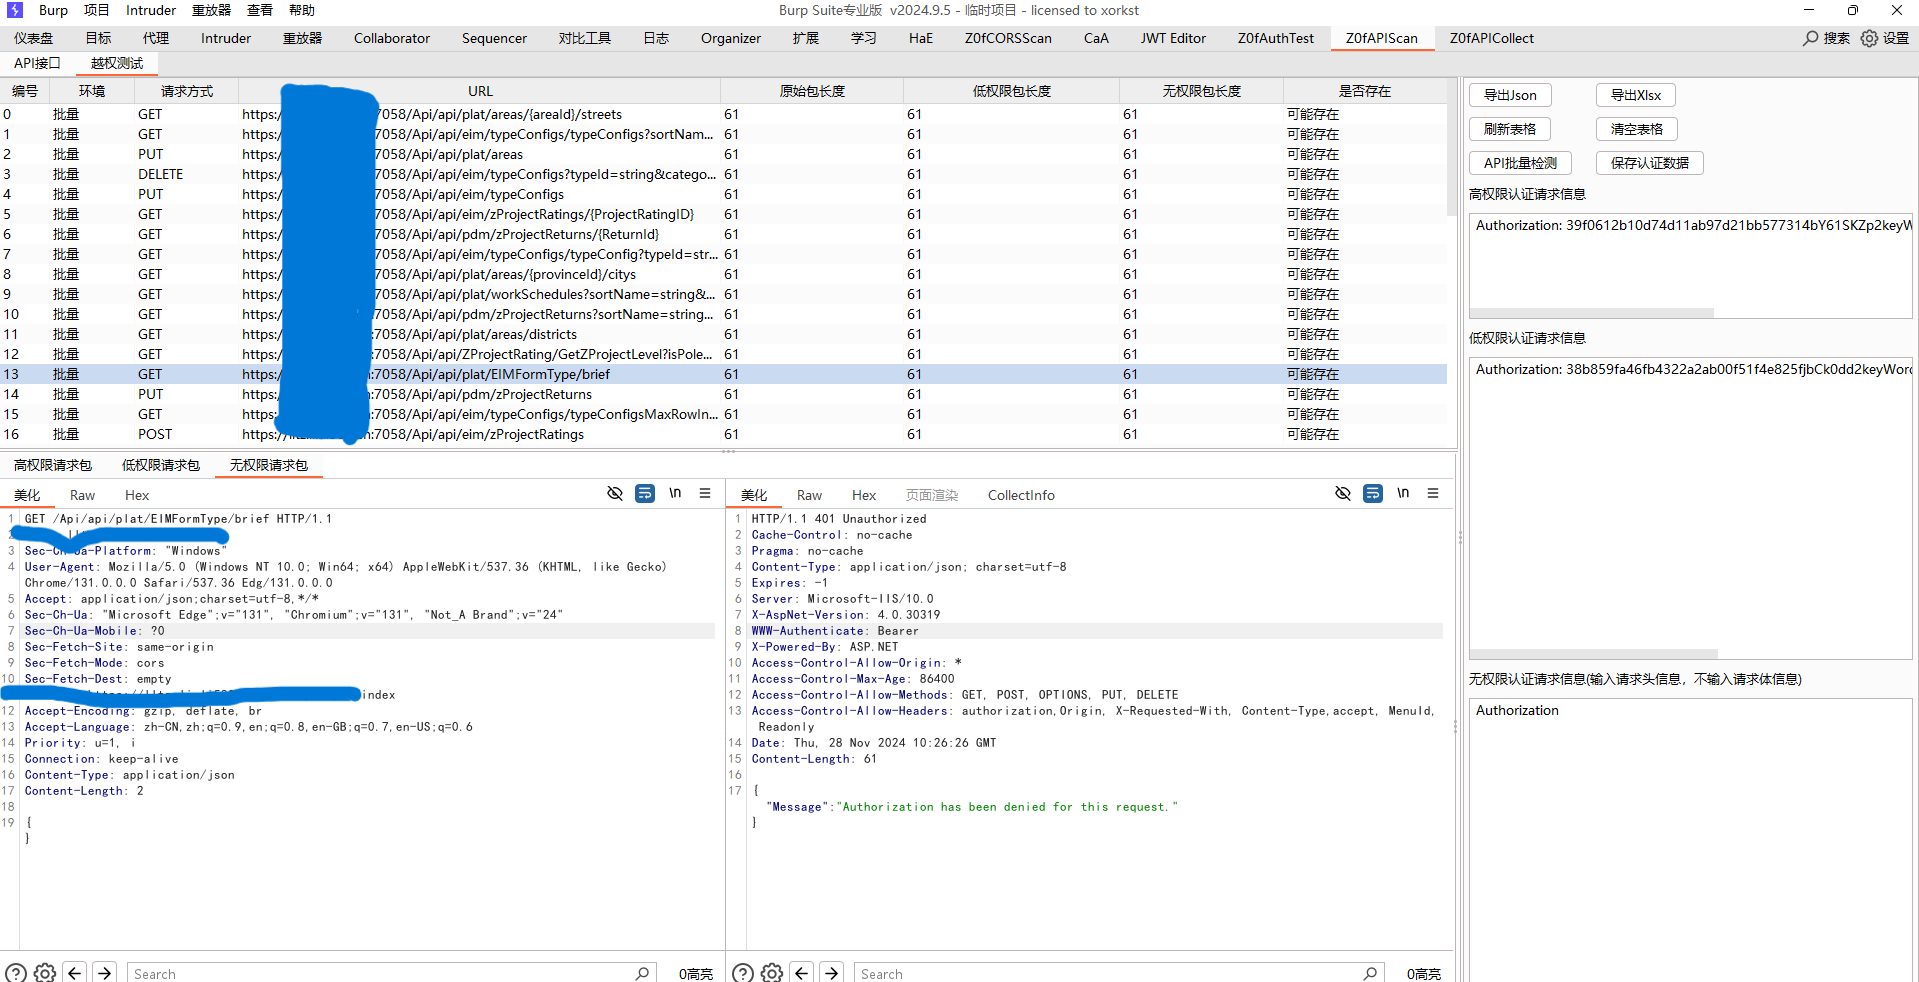 Burp 项目 Intruder 重放器 查看 帮助 Burp Suite专业版 v2024.9.5 - 临时项目 - licensed to xorkst
仪表盘 目标 代理 Intruder 重放器 Collaborator Sequencer 对比工具 日志 Organizer 扩展 学习 HaE Z0fCORSScan CaA JWT Editor Z0fAuthTest Z0fAPIScan Z0fAPICollect 搜索 设置
API接口 越权测试
编号 环境 请求方式 URL 原始包长度 低权限包长度 无权限包长度 是否存在
0 批量 GET https:/ 7058/Api/api/plat/areas/{areaId}/streets 61 61 61 可能存在
1 批量 GET https:/ 7058/Api/api/eim/typeConfigs/typeConfigs?sortNam... 61 61 61 可能存在
2 批量 PUT https:/ 7058/Api/api/plat/areas 61 61 61 可能存在
3 批量 DELETE https:/ 7058/Api/api/eim/typeConfigs?typeId=string&catego... 61 61 61 可能存在
4 批量 PUT https:/ 7058/Api/api/eim/typeConfigs 61 61 61 可能存在
5 批量 GET https:/ 7058/Api/api/eim/zProjectRatings/{ProjectRatingID} 61 61 61 可能存在
6 批量 GET https:/ 7058/Api/api/pdm/zProjectReturns/{ReturnId} 61 61 61 可能存在
7 批量 GET https:/ 7058/Api/api/eim/typeConfigs/typeConfig?typeId=str... 61 61 61 可能存在
8 批量 GET https:/ 7058/Api/api/plat/areas/{provinceId}/citys 61 61 61 可能存在
9 批量 GET https:/ 7058/Api/api/plat/workSchedules?sortName=string&... 61 61 61 可能存在
10 批量 GET https:/ 7058/Api/api/pdm/zProjectReturns?sortName=string... 61 61 61 可能存在
11 批量 GET https:/ :7058/Api/api/plat/areas/districts 61 61 61 可能存在
12 批量 GET https:/ :7058/Api/api/ZProjectRating/GetZProjectLevel?isPole... 61 61 61 可能存在
13 批量 GET https:/ :7058/Api/api/plat/EIMFormType/brief 61 61 61 可能存在
14 批量 PUT https:/ :7058/Api/api/pdm/zProjectReturns 61 61 61 可能存在
15 批量 GET https:/ :7058/Api/api/eim/typeConfigs/typeConfigsMaxRowIn... 61 61 61 可能存在
16 批量 POST https:// :7058/Api/api/eim/zProjectRatings 61 61 61 可能存在
高权限请求包 低权限请求包 无权限请求包
美化 Raw Hex \n
1 GET /Api/api/plat/EIMFormType/brief HTTP/1.1
2
3 Sec-Ch-Ua-Platform: "Windows"
4 User-Agent: Mozilla/5.0 (Windows NT 10.0; Win64; x64) AppleWebKit/537.36 (KHTML, like Gecko)
Chrome/131.0.0.0 Safari/537.36 Edg/131.0.0.0
5 Accept: application/json;charset=utf-8,*/*
6 Sec-Ch-Ua: "Microsoft Edge";v="131", "Chromium";v="131", "Not_A Brand";v="24"
7 Sec-Ch-Ua-Mobile: ?0
8 Sec-Fetch-Site: same-origin
9 Sec-Fetch-Mode: cors
10 Sec-Fetch-Dest: empty
index
12 Accept-Encoding: gzip, deflate, br
13 Accept-Language: zh-CN,zh;q=0.9,en;q=0.8,en-GB;q=0.7,en-US;q=0.6
14 Priority: u=1, i
15 Connection: keep-alive
16 Content-Type: application/json
17 Content-Length: 2
18
19 {
}
Search 0高亮
美化 Raw Hex 页面渲染 CollectInfo \n
1 HTTP/1.1 401 Unauthorized
2 Cache-Control: no-cache
3 Pragma: no-cache
4 Content-Type: application/json; charset=utf-8
5 Expires: -1
6 Server: Microsoft-IIS/10.0
7 X-AspNet-Version: 4.0.30319
8 WWW-Authenticate: Bearer
9 X-Powered-By: ASP.NET
10 Access-Control-Allow-Origin: *
11 Access-Control-Max-Age: 86400
12 Access-Control-Allow-Methods: GET, POST, OPTIONS, PUT, DELETE
13 Access-Control-Allow-Headers: authorization,Origin, X-Requested-With, Content-Type,accept, MenuId,
Readonly
14 Date: Thu, 28 Nov 2024 10:26:26 GMT
15 Content-Length: 61
16
17 {
"Message":"Authorization has been denied for this request."
}
Search 0高亮
导出Json 导出Xlsx
刷新表格 清空表格
API批量检测 保存认证数据
高权限认证请求信息
Authorization: 39f0612b10d74d11ab97d21bb577314bY61SKZp2keyW
低权限认证请求信息
Authorization: 38b859fa46fb4322a2ab00f51f4e825fjbCk0dd2keyWord
无权限认证请求信息(输入请求头信息，不输入请求体信息)
Authorization